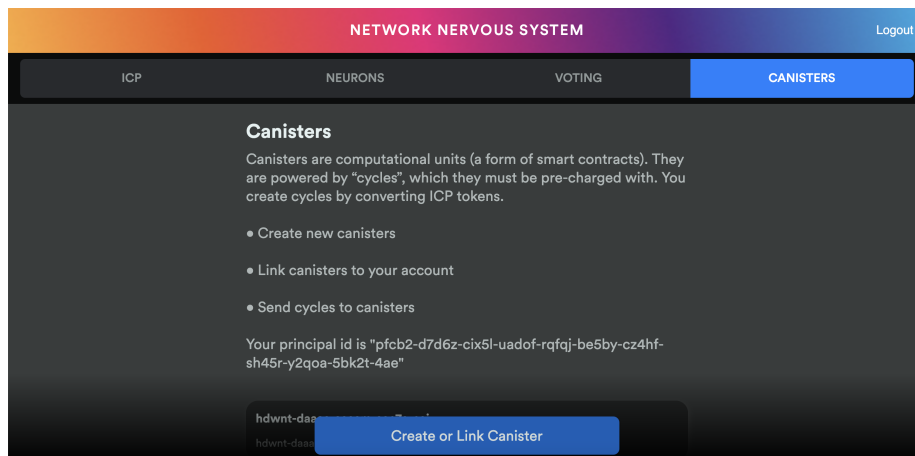 NETWORK NERVOUS SYSTEM
Logout
ICP
NEURONS
VOTING
CANISTERS
Canisters
Canisters are computational units (a form of smart contracts). They
are powered by “cycles”, which they must be pre-charged with. You
create cycles by converting ICP tokens.
● Create new canisters
● Link canisters to your account
● Send cycles to canisters
Your principal id is "pfcb2-d7d6z-cix5l-uadof-rqfqj-be5by-cz4hf-
sh45r-y2qoa-5bk2t-4ae"
Create or Link Canister